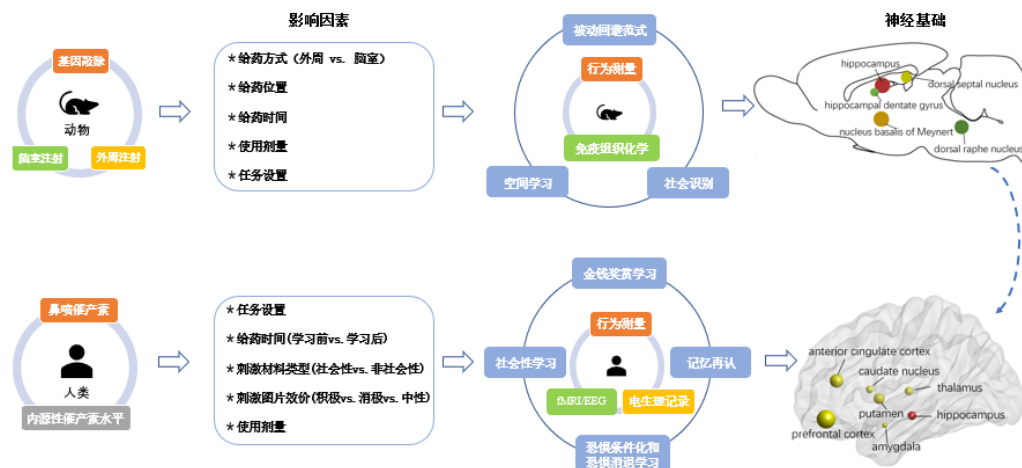 影响因素
神经基础
基因敲除
动物
脑室注射
外周注射
*给药方式（外周 vs. 脑室）
*给药位置
*给药时间
*使用剂量
*任务设置
被动回避范式
行为测量
免疫组织化学
空间学习
社会识别
hippocampus
dorsal septal nucleus
hippocampal dentate gyrus
nucleus basalis of Meynert
dorsal raphe nucleus
鼻喷催产素
人类
内源性催产素水平
*任务设置
*给药时间(学习前vs. 学习后)
*刺激材料类型(社会性vs. 非社会性)
*刺激图片效价(积极vs. 消极vs. 中性)
*使用剂量
金钱奖赏学习
行为测量
社会性学习
记忆再认
fMRI/EEG
电生理记录
恐惧条件化和
恐惧消退学习
anterior cingulate cortex
caudate nucleus
thalamus
putamen
hippocampus
prefrontal cortex
amygdala